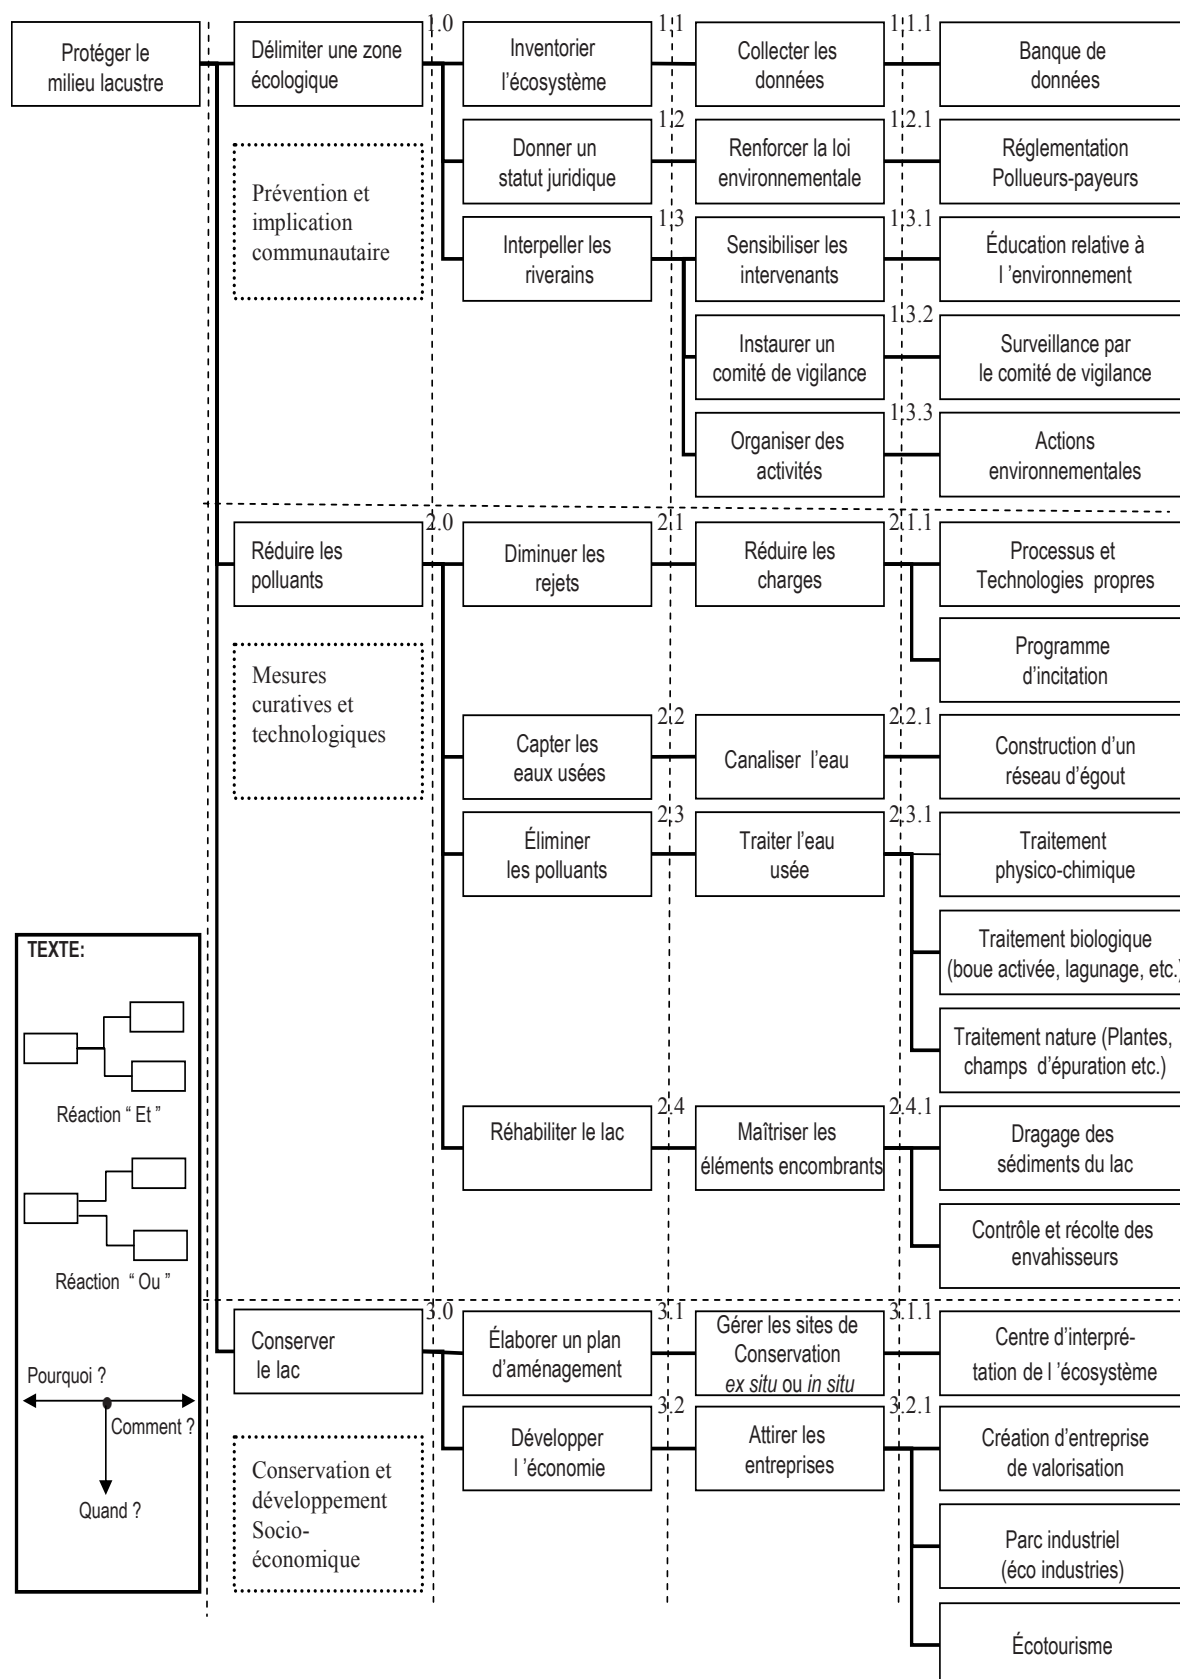 Protéger le
milieu lacustre
Délimiter une zone
écologique
1.0
Inventorier
l’écosystème
1.1
Collecter les
données
1.1.1
Banque de
données
Prévention et
implication
communautaire
1.2
Donner un
statut juridique
Renforcer la loi
environnementale
1.2.1
Réglementation
Pollueurs-payeurs
1.3
Interpeller les
riverains
Sensibiliser les
intervenants
1.3.1
Éducation relative à
l ’environnement
Instaurer un
comité de vigilance
1.3.2
Surveillance par
le comité de vigilance
Organiser des
activités
1.3.3
Actions
environnementales
Réduire les
polluants
2.0
Diminuer les
rejets
2.1
Réduire les
charges
2.1.1
Processus et
Technologies propres
Programme
d’incitation
Mesures
curatives et
technologiques
2.2
Capter les
eaux usées
Canaliser l’eau
2.2.1
Construction d’un
réseau d’égout
2.3
Éliminer
les polluants
Traiter l’eau
usée
2.3.1
Traitement
physico-chimique
Traitement biologique
(boue activée, lagunage, etc.)
Traitement nature (Plantes,
champs d’épuration etc.)
2.4
Réhabiliter le lac
Maîtriser les
éléments encombrants
2.4.1
Dragage des
sédiments du lac
Contrôle et récolte des
envahisseurs
Conserver
le lac
3.0
Élaborer un plan
d’aménagement
3.1
Gérer les sites de
Conservation
ex situ ou in situ
3.1.1
Centre d’interpré-
tation de l ’écosystème
Conservation et
développement
Socio-
économique
3.2
Développer
l ’économie
Attirer les
entreprises
3.2.1
Création d’entreprise
de valorisation
Parc industriel
(éco industries)
Écotourisme
TEXTE:
Réaction “ Et ”
Réaction “ Ou ”
Pourquoi ?
Comment ?
Quand ?